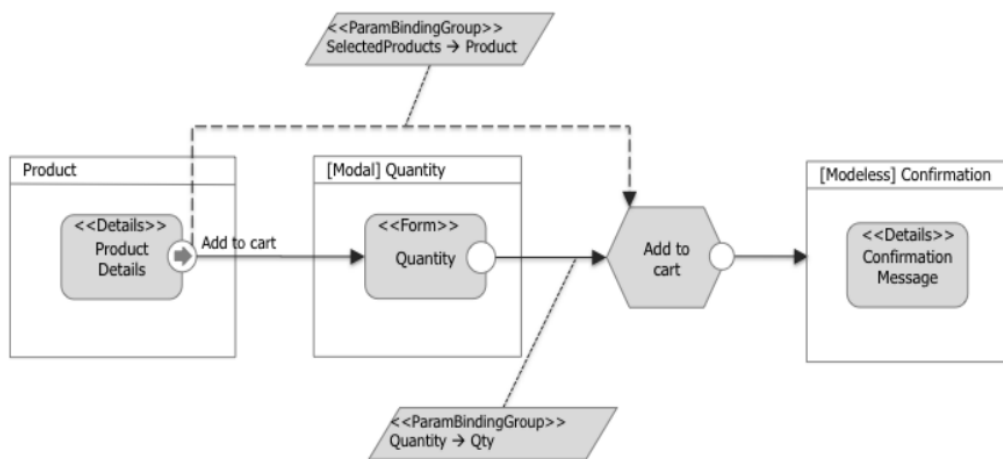 <<ParamBindingGroup>>
SelectedProducts → Product
Product
[Modal] Quantity
[Modeless] Confirmation
<<Details>>
Product
Details
Add to cart
<<Form>>
Quantity
Add to
cart
<<Details>>
Confirmation
Message
<<ParamBindingGroup>>
Quantity → Qty